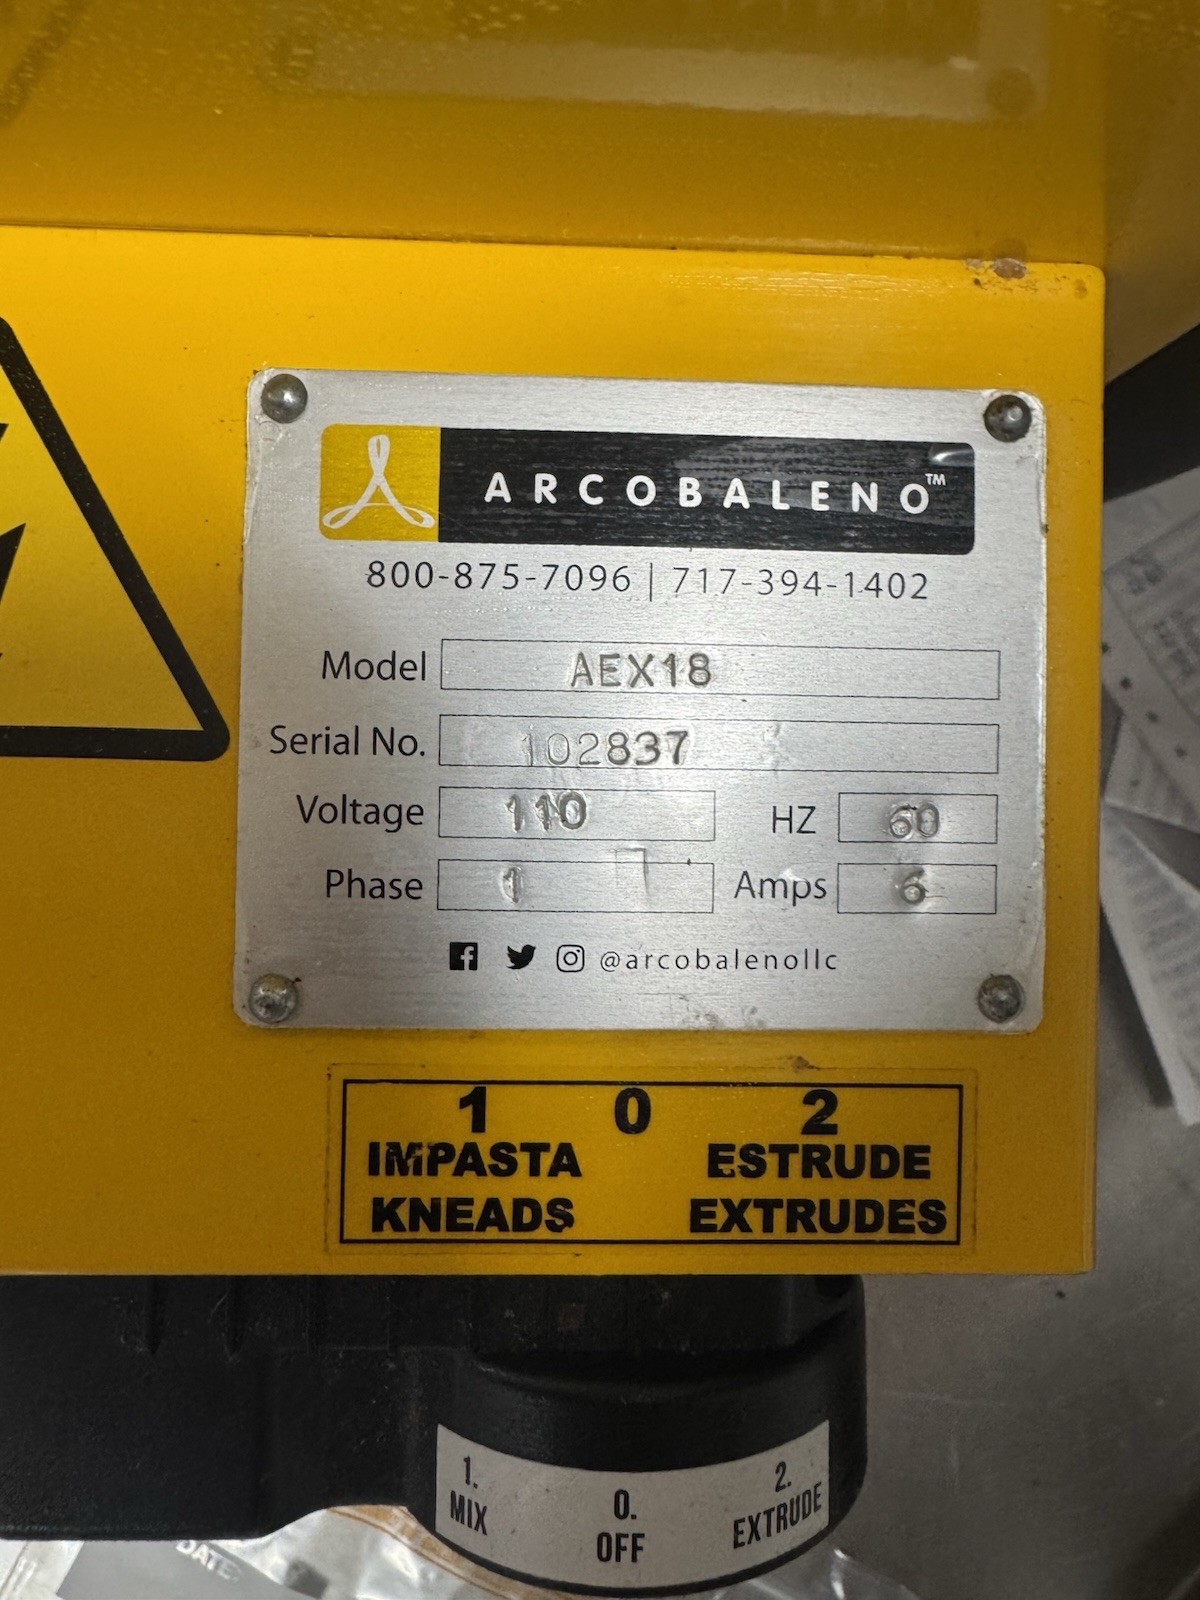 ARCOBALENO™
800-875-7096 | 717-394-1402
Model AEX18
Serial No. 102837
Voltage 110 HZ 60
Phase 1 Amps 6
@arcobalenollc
1 0 2
IMPASTA ESTRUDE
KNEADS EXTRUDES
1. 0. 2.
MIX OFF EXTRUDE
DATE: